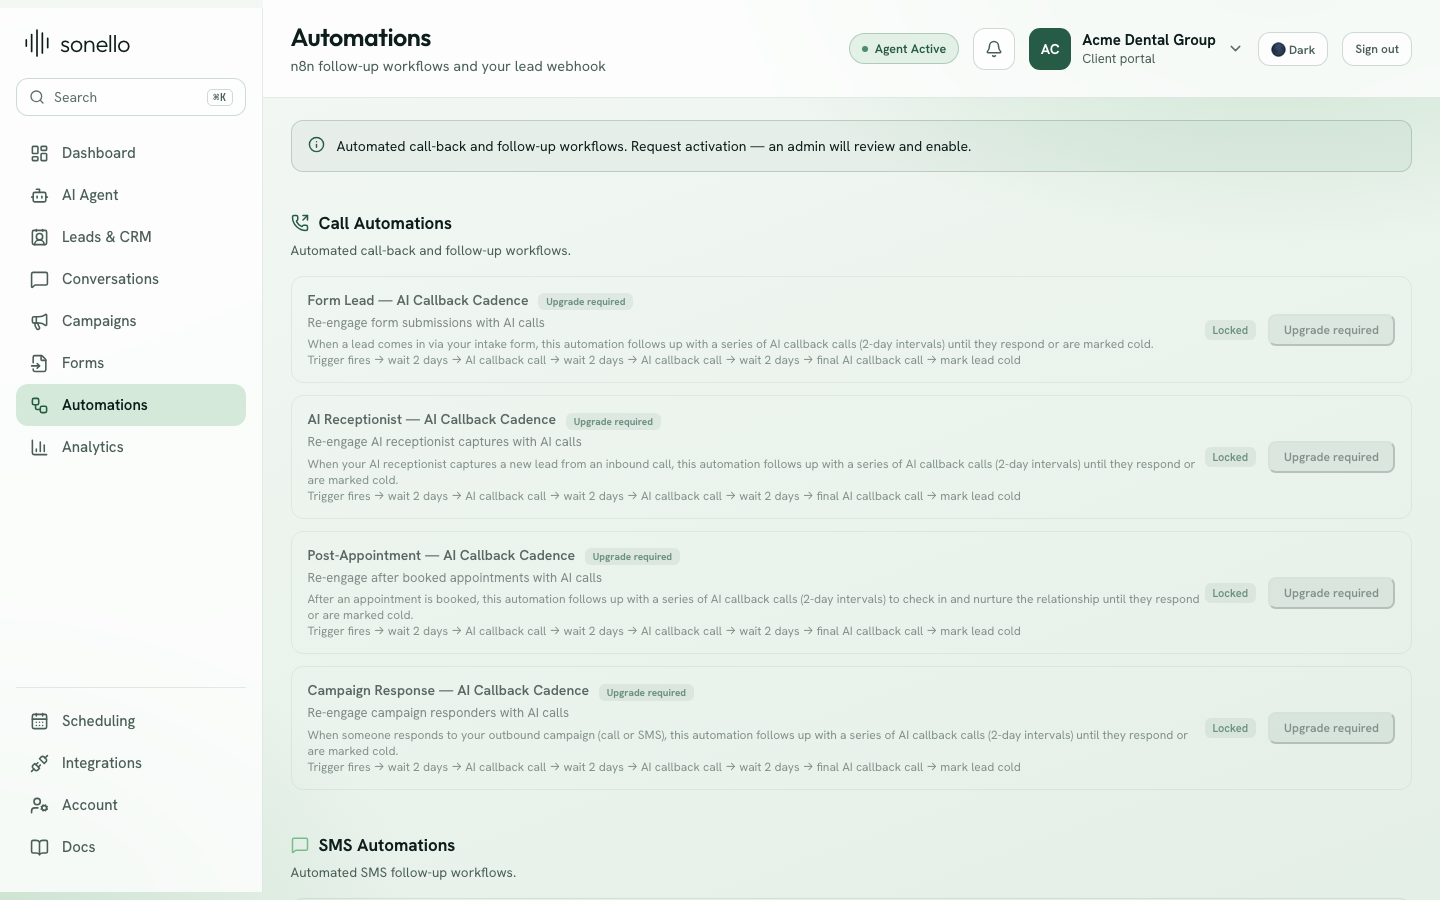 sonello
Search
⌘K
Dashboard
AI Agent
Leads & CRM
Conversations
Campaigns
Forms
Automations
Analytics
Scheduling
Integrations
Account
Docs
Automations
n8n follow-up workflows and your lead webhook
Agent Active
AC
Acme Dental Group
Client portal
Dark
Sign out
Automated call-back and follow-up workflows. Request activation — an admin will review and enable.
Call Automations
Automated call-back and follow-up workflows.
Form Lead — AI Callback Cadence
Upgrade required
Re-engage form submissions with AI calls
When a lead comes in via your intake form, this automation follows up with a series of AI callback calls (2-day intervals) until they respond or are marked cold.
Trigger fires → wait 2 days → AI callback call → wait 2 days → AI callback call → wait 2 days → final AI callback call → mark lead cold
Locked
Upgrade required
AI Receptionist — AI Callback Cadence
Upgrade required
Re-engage AI receptionist captures with AI calls
When your AI receptionist captures a new lead from an inbound call, this automation follows up with a series of AI callback calls (2-day intervals) until they respond or
are marked cold.
Trigger fires → wait 2 days → AI callback call → wait 2 days → AI callback call → wait 2 days → final AI callback call → mark lead cold
Locked
Upgrade required
Post-Appointment — AI Callback Cadence
Upgrade required
Re-engage after booked appointments with AI calls
After an appointment is booked, this automation follows up with a series of AI callback calls (2-day intervals) to check in and nurture the relationship until they respond
or are marked cold.
Trigger fires → wait 2 days → AI callback call → wait 2 days → AI callback call → wait 2 days → final AI callback call → mark lead cold
Locked
Upgrade required
Campaign Response — AI Callback Cadence
Upgrade required
Re-engage campaign responders with AI calls
When someone responds to your outbound campaign (call or SMS), this automation follows up with a series of AI callback calls (2-day intervals) until they respond or
are marked cold.
Trigger fires → wait 2 days → AI callback call → wait 2 days → AI callback call → wait 2 days → final AI callback call → mark lead cold
Locked
Upgrade required
SMS Automations
Automated SMS follow-up workflows.